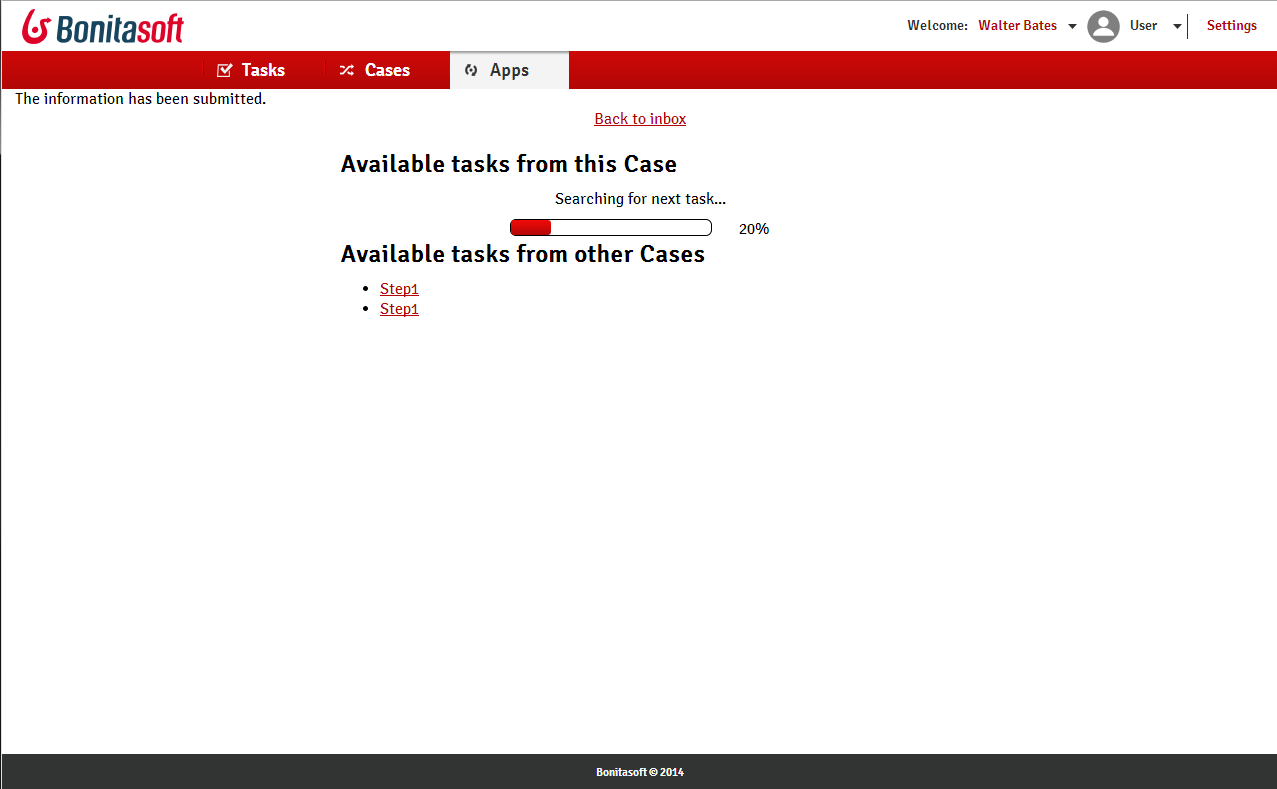 Bonitasoft
Welcome: Walter Bates User Settings
Tasks Cases Apps
The information has been submitted.
Back to inbox
Available tasks from this Case
Searching for next task...
20%
Available tasks from other Cases
Step1
Step1
Bonitasoft © 2014